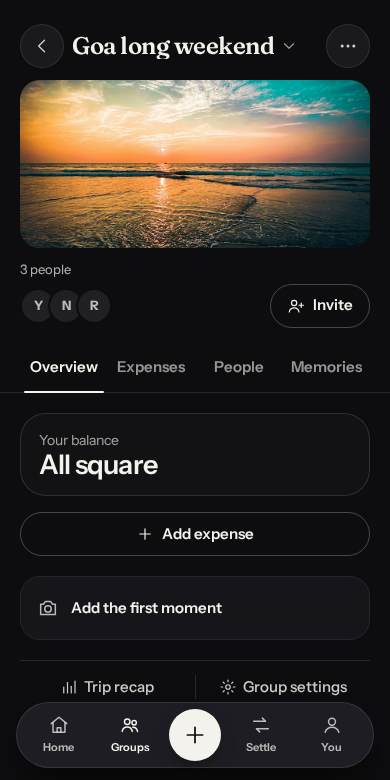 Goa long weekend
3 people
Y N R
Invite
Overview Expenses People Memories
Your balance
All square
Add expense
Add the first moment
Trip recap Group settings
Home Groups Settle You